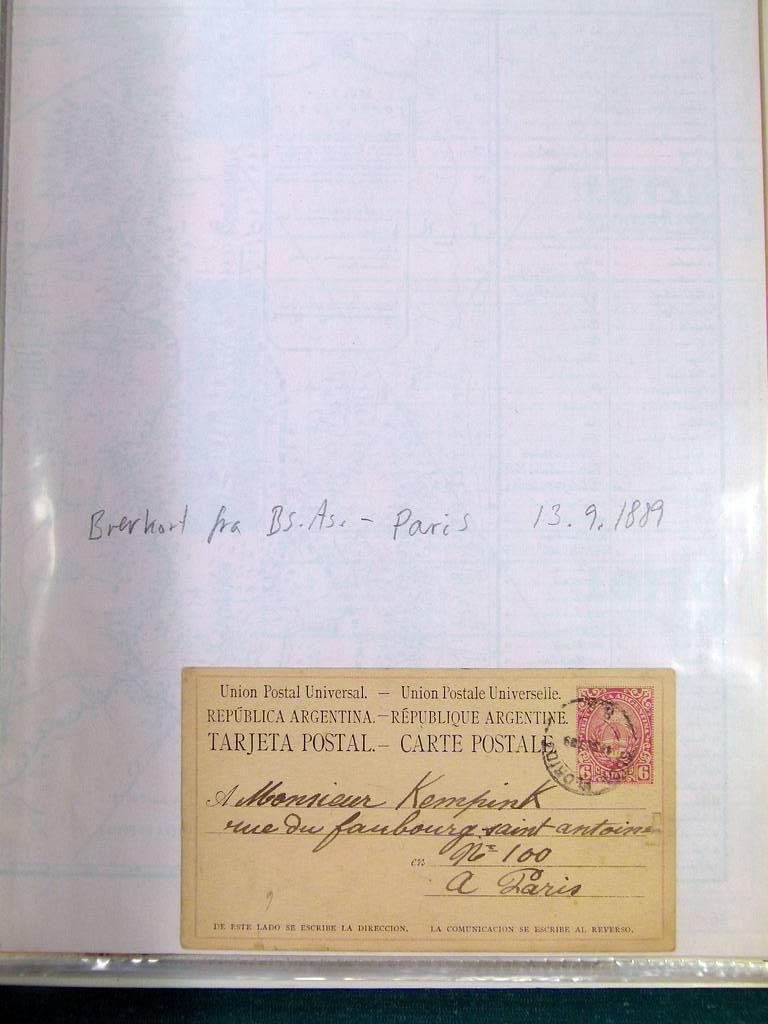 Brevkort fra Bs. As. - Paris 13. 9. 1889
Union Postal Universal. — Union Postale Universelle.
REPÚBLICA ARGENTINA. — RÉPUBLIQUE ARGENTINE.
TARJETA POSTAL. — CARTE POSTALE
A Monsieur Kempink
rue du faubourg saint antoine
en Nº 100
A Paris
6 6
DE ESTE LADO SE ESCRIBE LA DIRECCION. LA COMUNICACION SE ESCRIBE AL REVERSO.